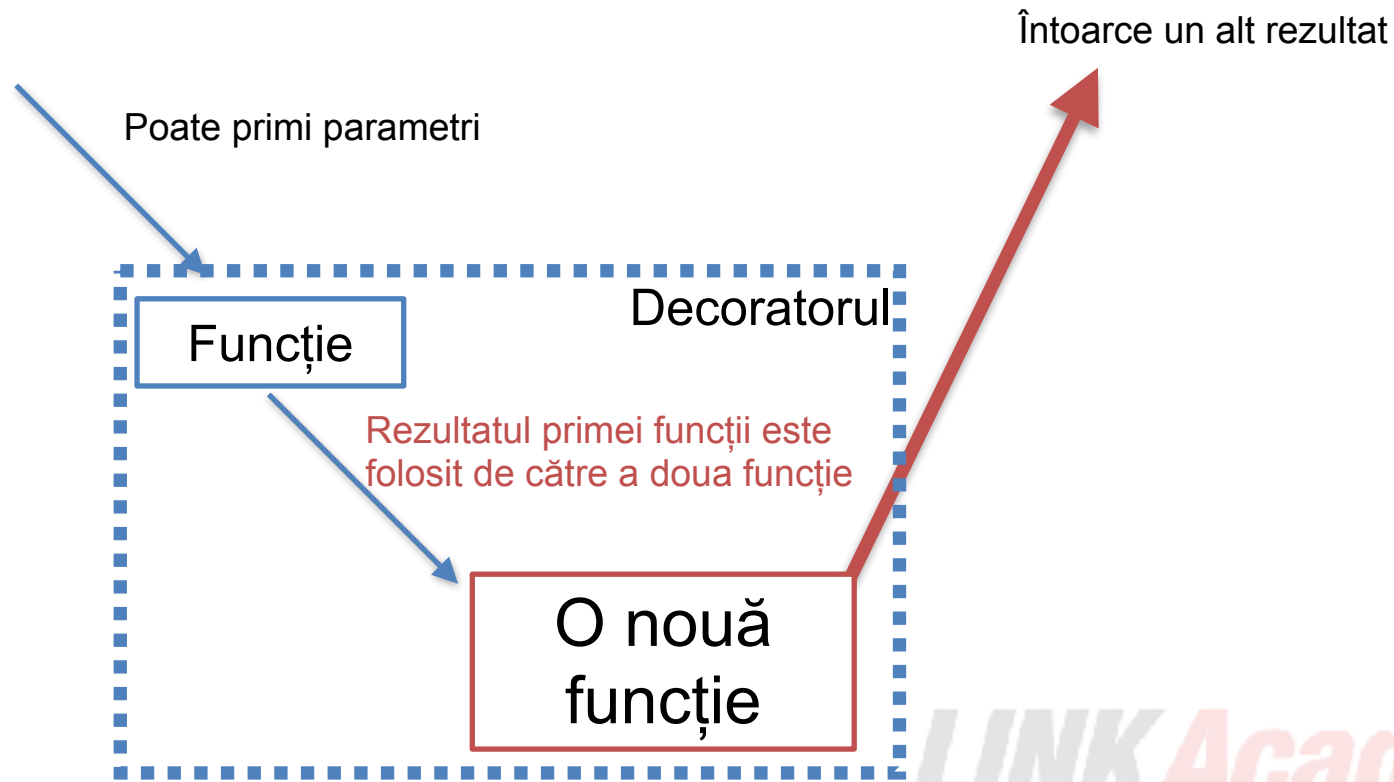 Întoarce un alt rezultat
Poate primi parametri
Decoratorul
Funcție
Rezultatul primei funcții este
folosit de către a doua funcție
O nouă
funcție
LINK